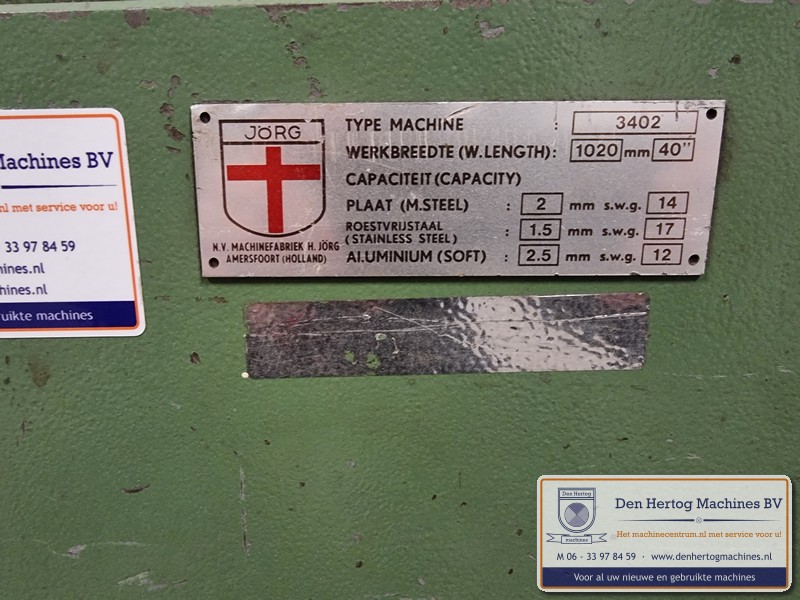 JÖRG
N.V. MACHINEFABRIEK H. JÖRG
AMERSFOORT (HOLLAND)
TYPE MACHINE : 3402
WERKBREEDTE (W.LENGTH): 1020 mm 40"
CAPACITEIT (CAPACITY)
PLAAT (M.STEEL) : 2 mm s.w.g. 14
ROESTVRIJSTAAL
(STAINLESS STEEL) : 1.5 mm s.w.g. 17
ALUMINIUM (SOFT) : 2.5 mm s.w.g. 12
Machines BV
nl met service voor u!
33 97 84 59
hines.nl
hines.nl
uikte machines
Den Hertog
machines
Den Hertog Machines BV
Het machinecentrum.nl met service voor u!
M 06 - 33 97 84 59 · www.denhertogmachines.nl
Voor al uw nieuwe en gebruikte machines